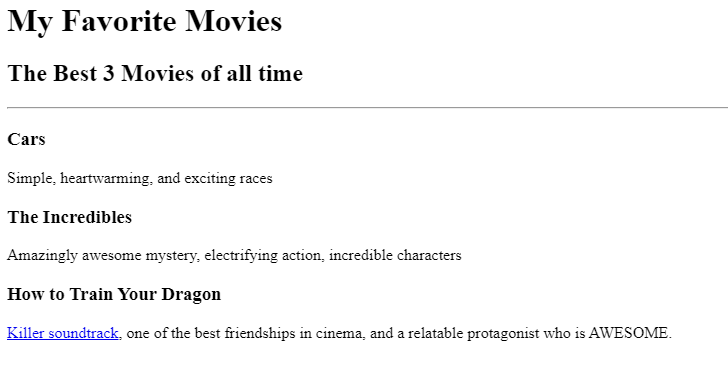 My Favorite Movies
The Best 3 Movies of all time
Cars
Simple, heartwarming, and exciting races
The Incredibles
Amazingly awesome mystery, electrifying action, incredible characters
How to Train Your Dragon
Killer soundtrack, one of the best friendships in cinema, and a relatable protagonist who is AWESOME.